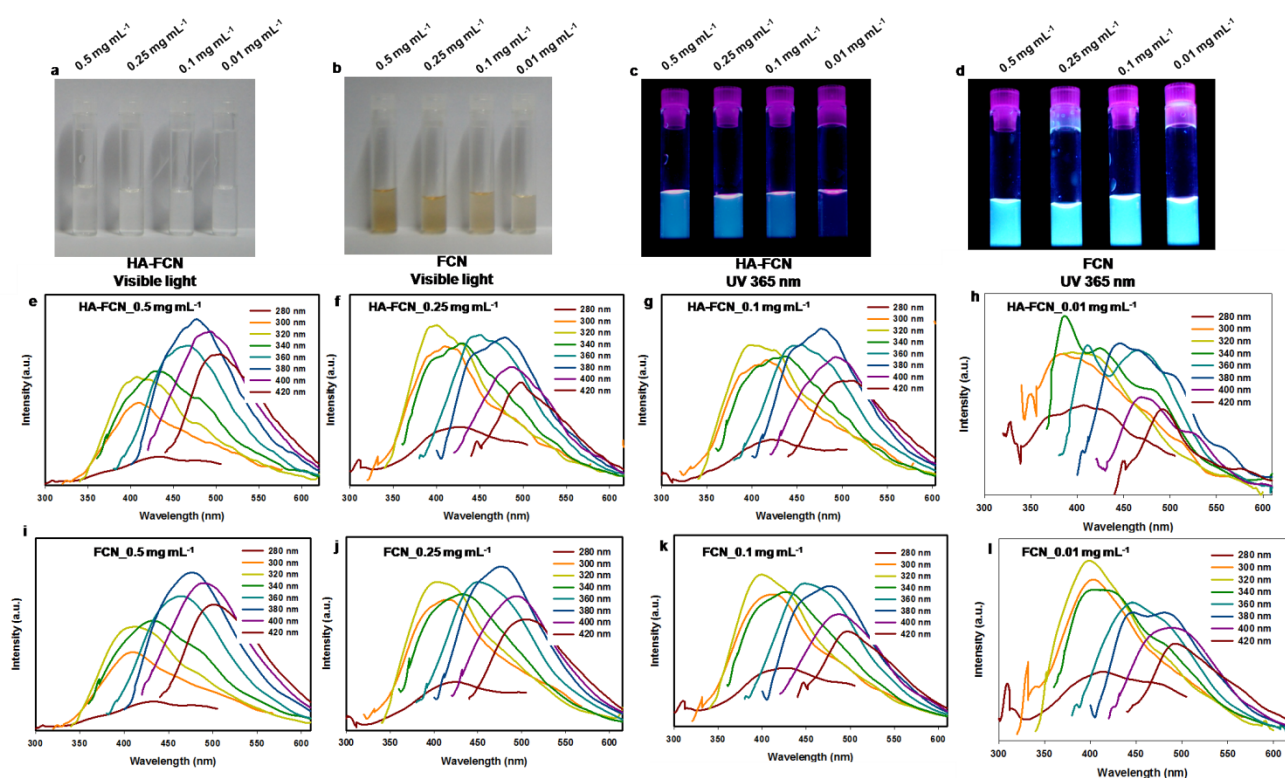 0.5 mg mL⁻¹
0.25 mg mL⁻¹
0.1 mg mL⁻¹
0.01 mg mL⁻¹
0.5 mg mL⁻¹
0.25 mg mL⁻¹
0.1 mg mL⁻¹
0.01 mg mL⁻¹
0.5 mg mL⁻¹
0.25 mg mL⁻¹
0.1 mg mL⁻¹
0.01 mg mL⁻¹
0.5 mg mL⁻¹
0.25 mg mL⁻¹
0.1 mg mL⁻¹
0.01 mg mL⁻¹
a
b
c
d
HA-FCN
Visible light
FCN
Visible light
HA-FCN
UV 365 nm
FCN
UV 365 nm
e
HA-FCN_0.5 mg mL⁻¹
280 nm
300 nm
320 nm
340 nm
360 nm
380 nm
400 nm
420 nm
Intensity (a.u.)
300 350 400 450 500 550 600
Wavelength (nm)
f
HA-FCN_0.25 mg mL⁻¹
280 nm
300 nm
320 nm
340 nm
360 nm
380 nm
400 nm
420 nm
Intensity (a.u.)
300 350 400 450 500 550 600
Wavelength (nm)
g
HA-FCN_0.1 mg mL⁻¹
280 nm
300 nm
320 nm
340 nm
360 nm
380 nm
400 nm
420 nm
Intensity (a.u.)
300 350 400 450 500 550 600
Wavelength (nm)
h
HA-FCN_0.01 mg mL⁻¹
280 nm
300 nm
320 nm
340 nm
360 nm
380 nm
400 nm
420 nm
Intensity (a.u.)
300 350 400 450 500 550 600
Wavelength (nm)
i
FCN_0.5 mg mL⁻¹
280 nm
300 nm
320 nm
340 nm
360 nm
380 nm
400 nm
420 nm
Intensity (a.u.)
300 350 400 450 500 550 600
Wavelength (nm)
j
FCN_0.25 mg mL⁻¹
280 nm
300 nm
320 nm
340 nm
360 nm
380 nm
400 nm
420 nm
Intensity (a.u.)
300 350 400 450 500 550 600
Wavelength (nm)
k
FCN_0.1 mg mL⁻¹
280 nm
300 nm
320 nm
340 nm
360 nm
380 nm
400 nm
420 nm
Intensity (a.u.)
300 350 400 450 500 550 600
Wavelength (nm)
l
FCN_0.01 mg mL⁻¹
280 nm
300 nm
320 nm
340 nm
360 nm
380 nm
400 nm
420 nm
Intensity (a.u.)
300 350 400 450 500 550 600
Wavelength (nm)